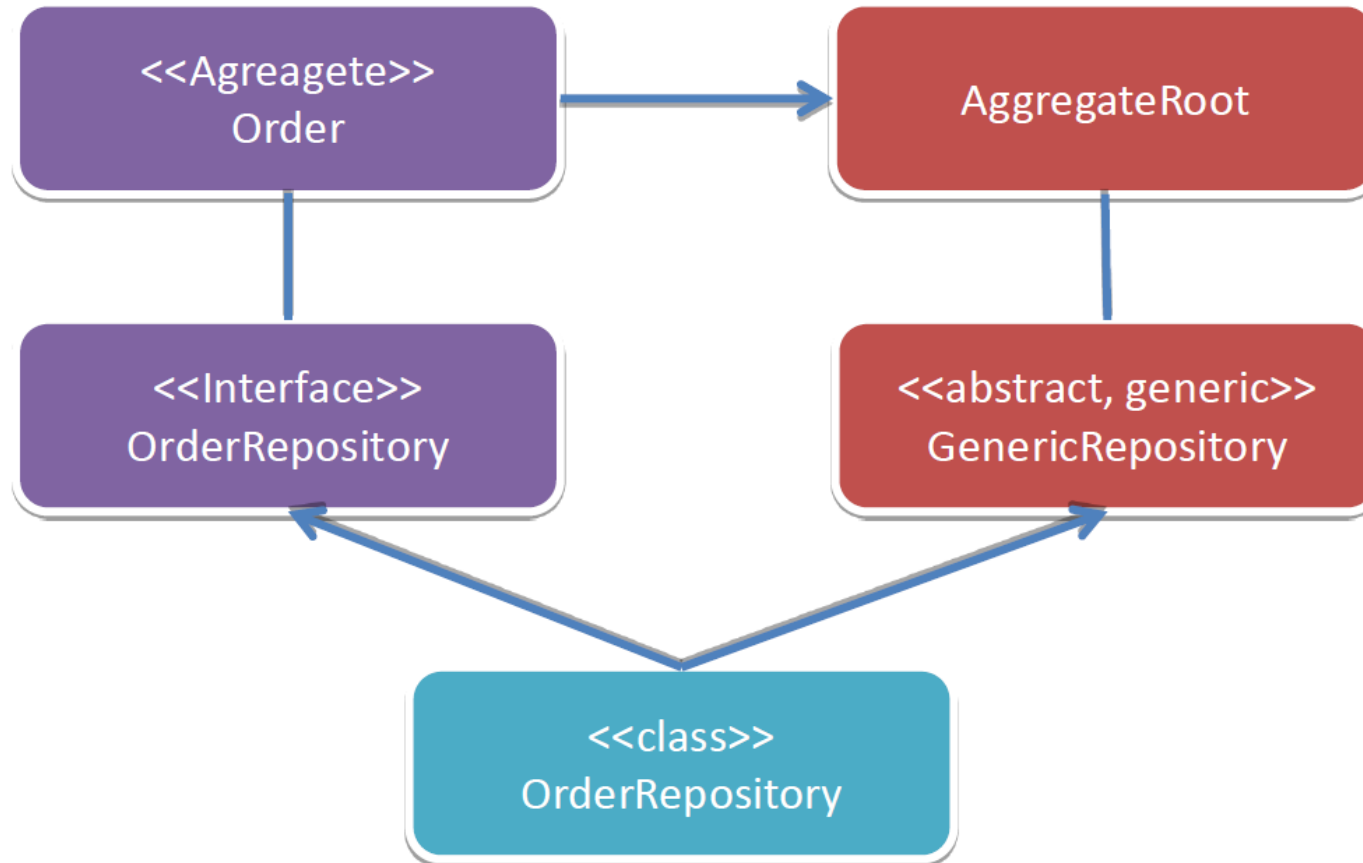 <<Agreagete>>
Order
AggregateRoot
<<Interface>>
OrderRepository
<<abstract, generic>>
GenericRepository
<<class>>
OrderRepository